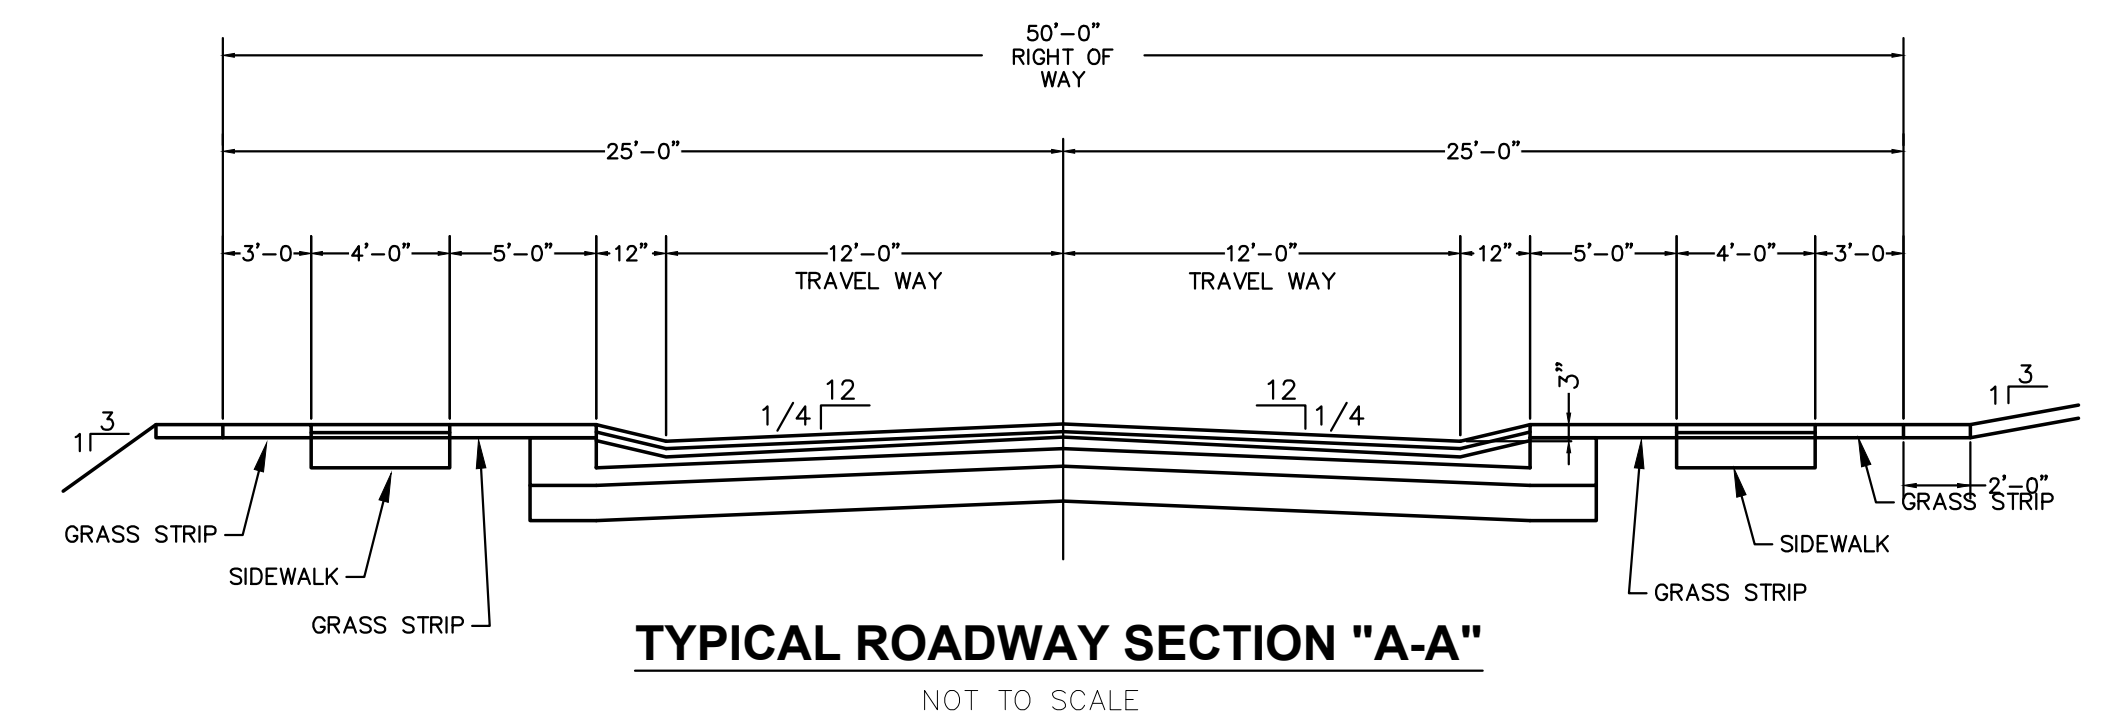 50'-0"
RIGHT OF
WAY
25'-0" 25'-0"
3'-0 4'-0" 5'-0" 12" 12'-0" 12'-0" 12" 5'-0" 4'-0" 3'-0
TRAVEL WAY TRAVEL WAY
3"
12 12
1/4 1/4
3 3
1 1
2'-0"
GRASS STRIP
GRASS STRIP
SIDEWALK
SIDEWALK
GRASS STRIP
GRASS STRIP
TYPICAL ROADWAY SECTION "A-A"
NOT TO SCALE